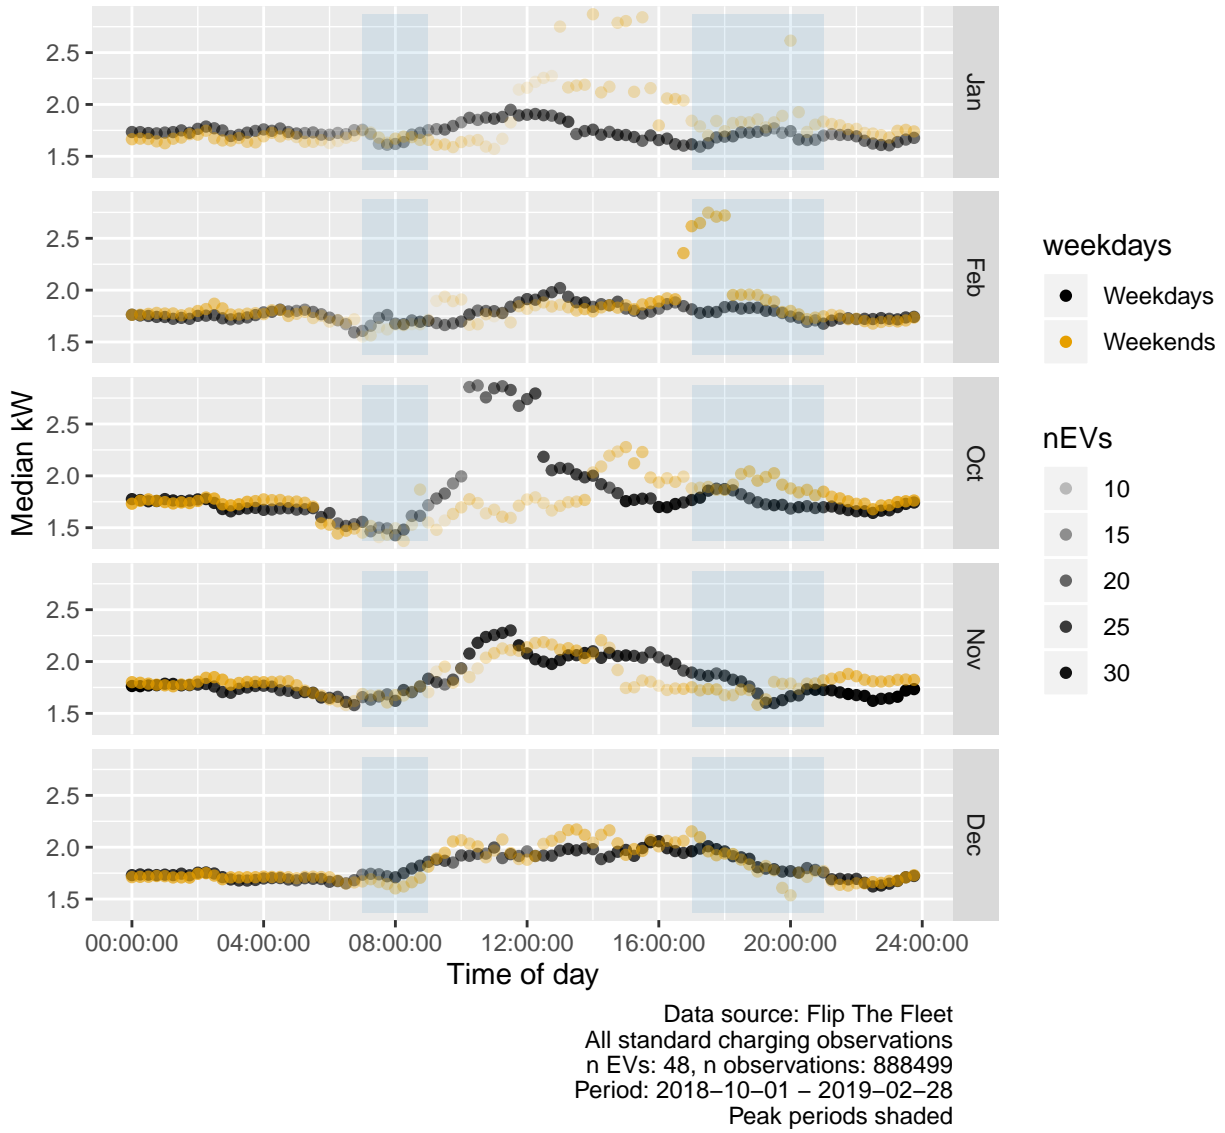 2.5
2.0
1.5
Jan
2.5
2.0
1.5
Feb
2.5
2.0
1.5
Oct
2.5
2.0
1.5
Nov
2.5
2.0
1.5
Dec
Median kW
00:00:00 04:00:00 08:00:00 12:00:00 16:00:00 20:00:00 24:00:00
Time of day
weekdays
Weekdays
Weekends
nEVs
10
15
20
25
30
Data source: Flip The Fleet
All standard charging observations
n EVs: 48, n observations: 888499
Period: 2018−10−01 − 2019−02−28
Peak periods shaded